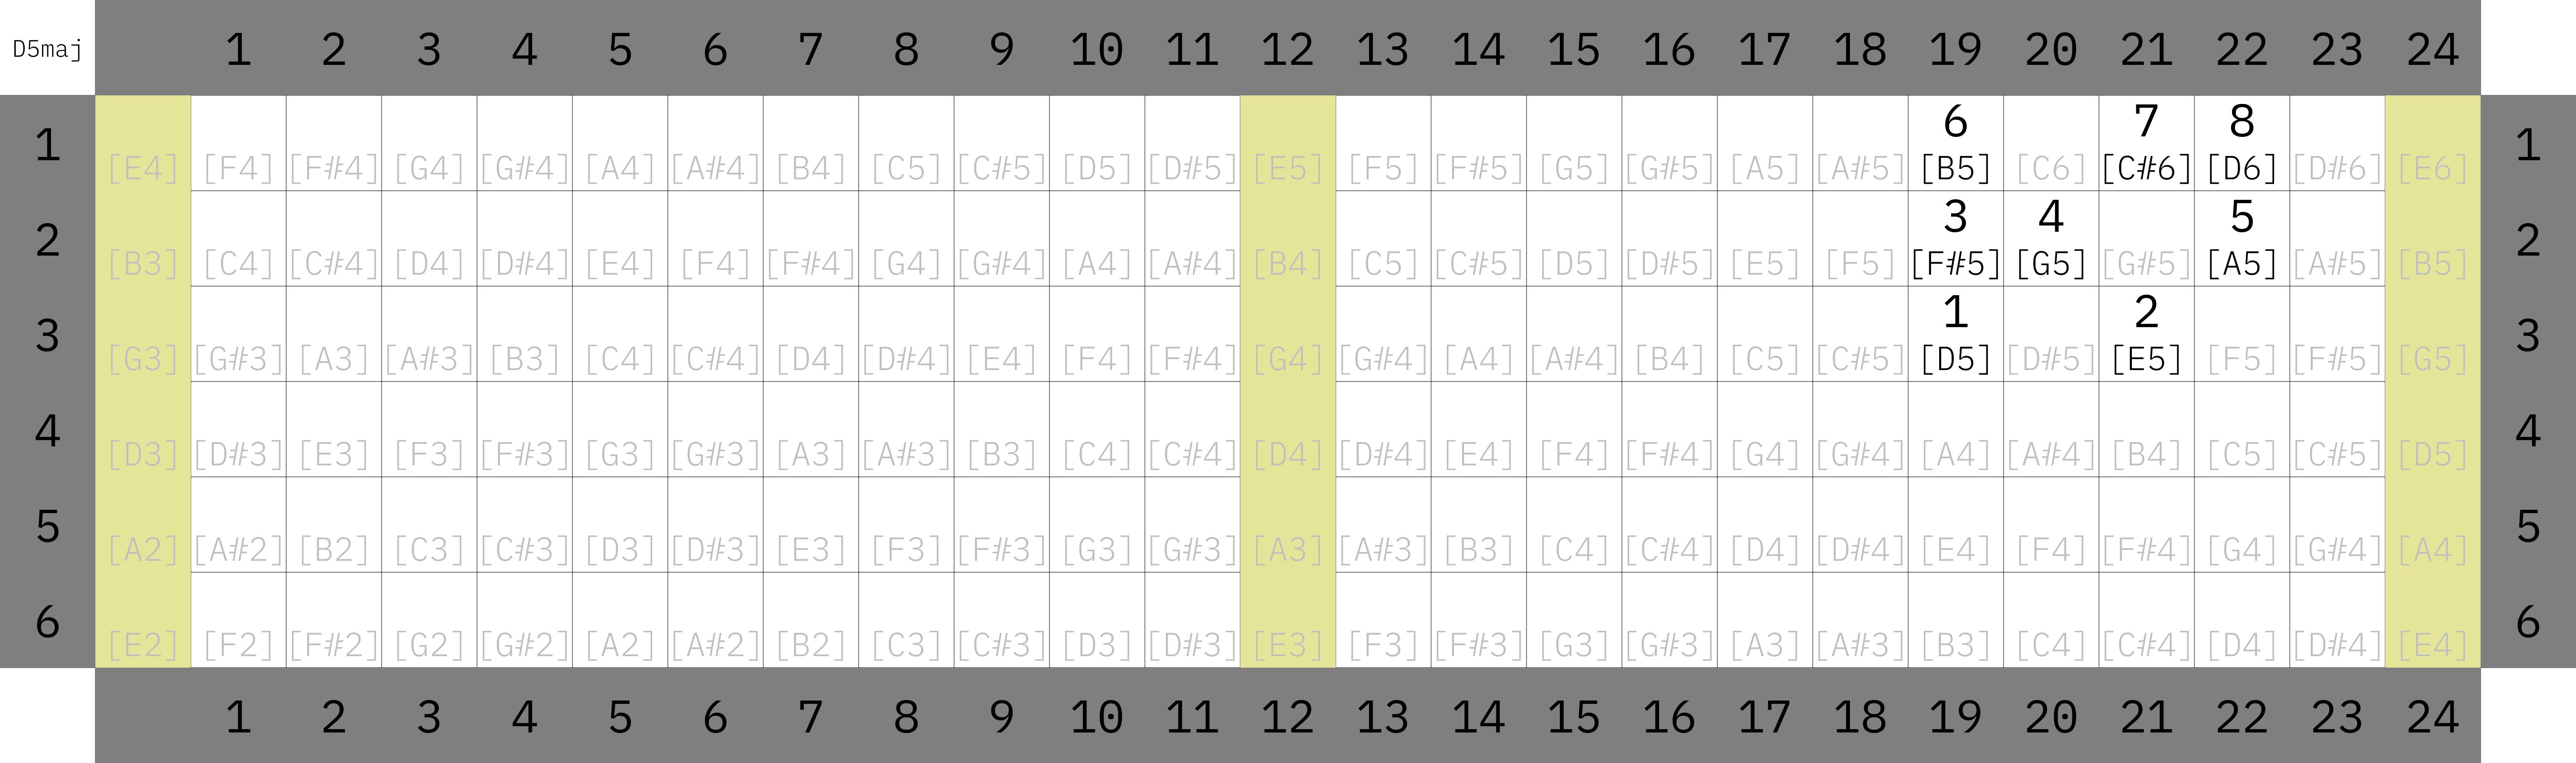 D5maj 1 2 3 4 5 6 7 8 9 10 11 12 13 14 15 16 17 18 19 20 21 22 23 24
6 7 8
1 [E4] [F4] [F#4] [G4] [G#4] [A4] [A#4] [B4] [C5] [C#5] [D5] [D#5] [E5] [F5] [F#5] [G5] [G#5] [A5] [A#5] [B5] [C6] [C#6] [D6] [D#6] [E6] 1
3 4 5
2 [B3] [C4] [C#4] [D4] [D#4] [E4] [F4] [F#4] [G4] [G#4] [A4] [A#4] [B4] [C5] [C#5] [D5] [D#5] [E5] [F5] [F#5] [G5] [G#5] [A5] [A#5] [B5] 2
1 2
3 [G3] [G#3] [A3] [A#3] [B3] [C4] [C#4] [D4] [D#4] [E4] [F4] [F#4] [G4] [G#4] [A4] [A#4] [B4] [C5] [C#5] [D5] [D#5] [E5] [F5] [F#5] [G5] 3
4 [D3] [D#3] [E3] [F3] [F#3] [G3] [G#3] [A3] [A#3] [B3] [C4] [C#4] [D4] [D#4] [E4] [F4] [F#4] [G4] [G#4] [A4] [A#4] [B4] [C5] [C#5] [D5] 4
5 [A2] [A#2] [B2] [C3] [C#3] [D3] [D#3] [E3] [F3] [F#3] [G3] [G#3] [A3] [A#3] [B3] [C4] [C#4] [D4] [D#4] [E4] [F4] [F#4] [G4] [G#4] [A4] 5
6 [E2] [F2] [F#2] [G2] [G#2] [A2] [A#2] [B2] [C3] [C#3] [D3] [D#3] [E3] [F3] [F#3] [G3] [G#3] [A3] [A#3] [B3] [C4] [C#4] [D4] [D#4] [E4] 6
1 2 3 4 5 6 7 8 9 10 11 12 13 14 15 16 17 18 19 20 21 22 23 24